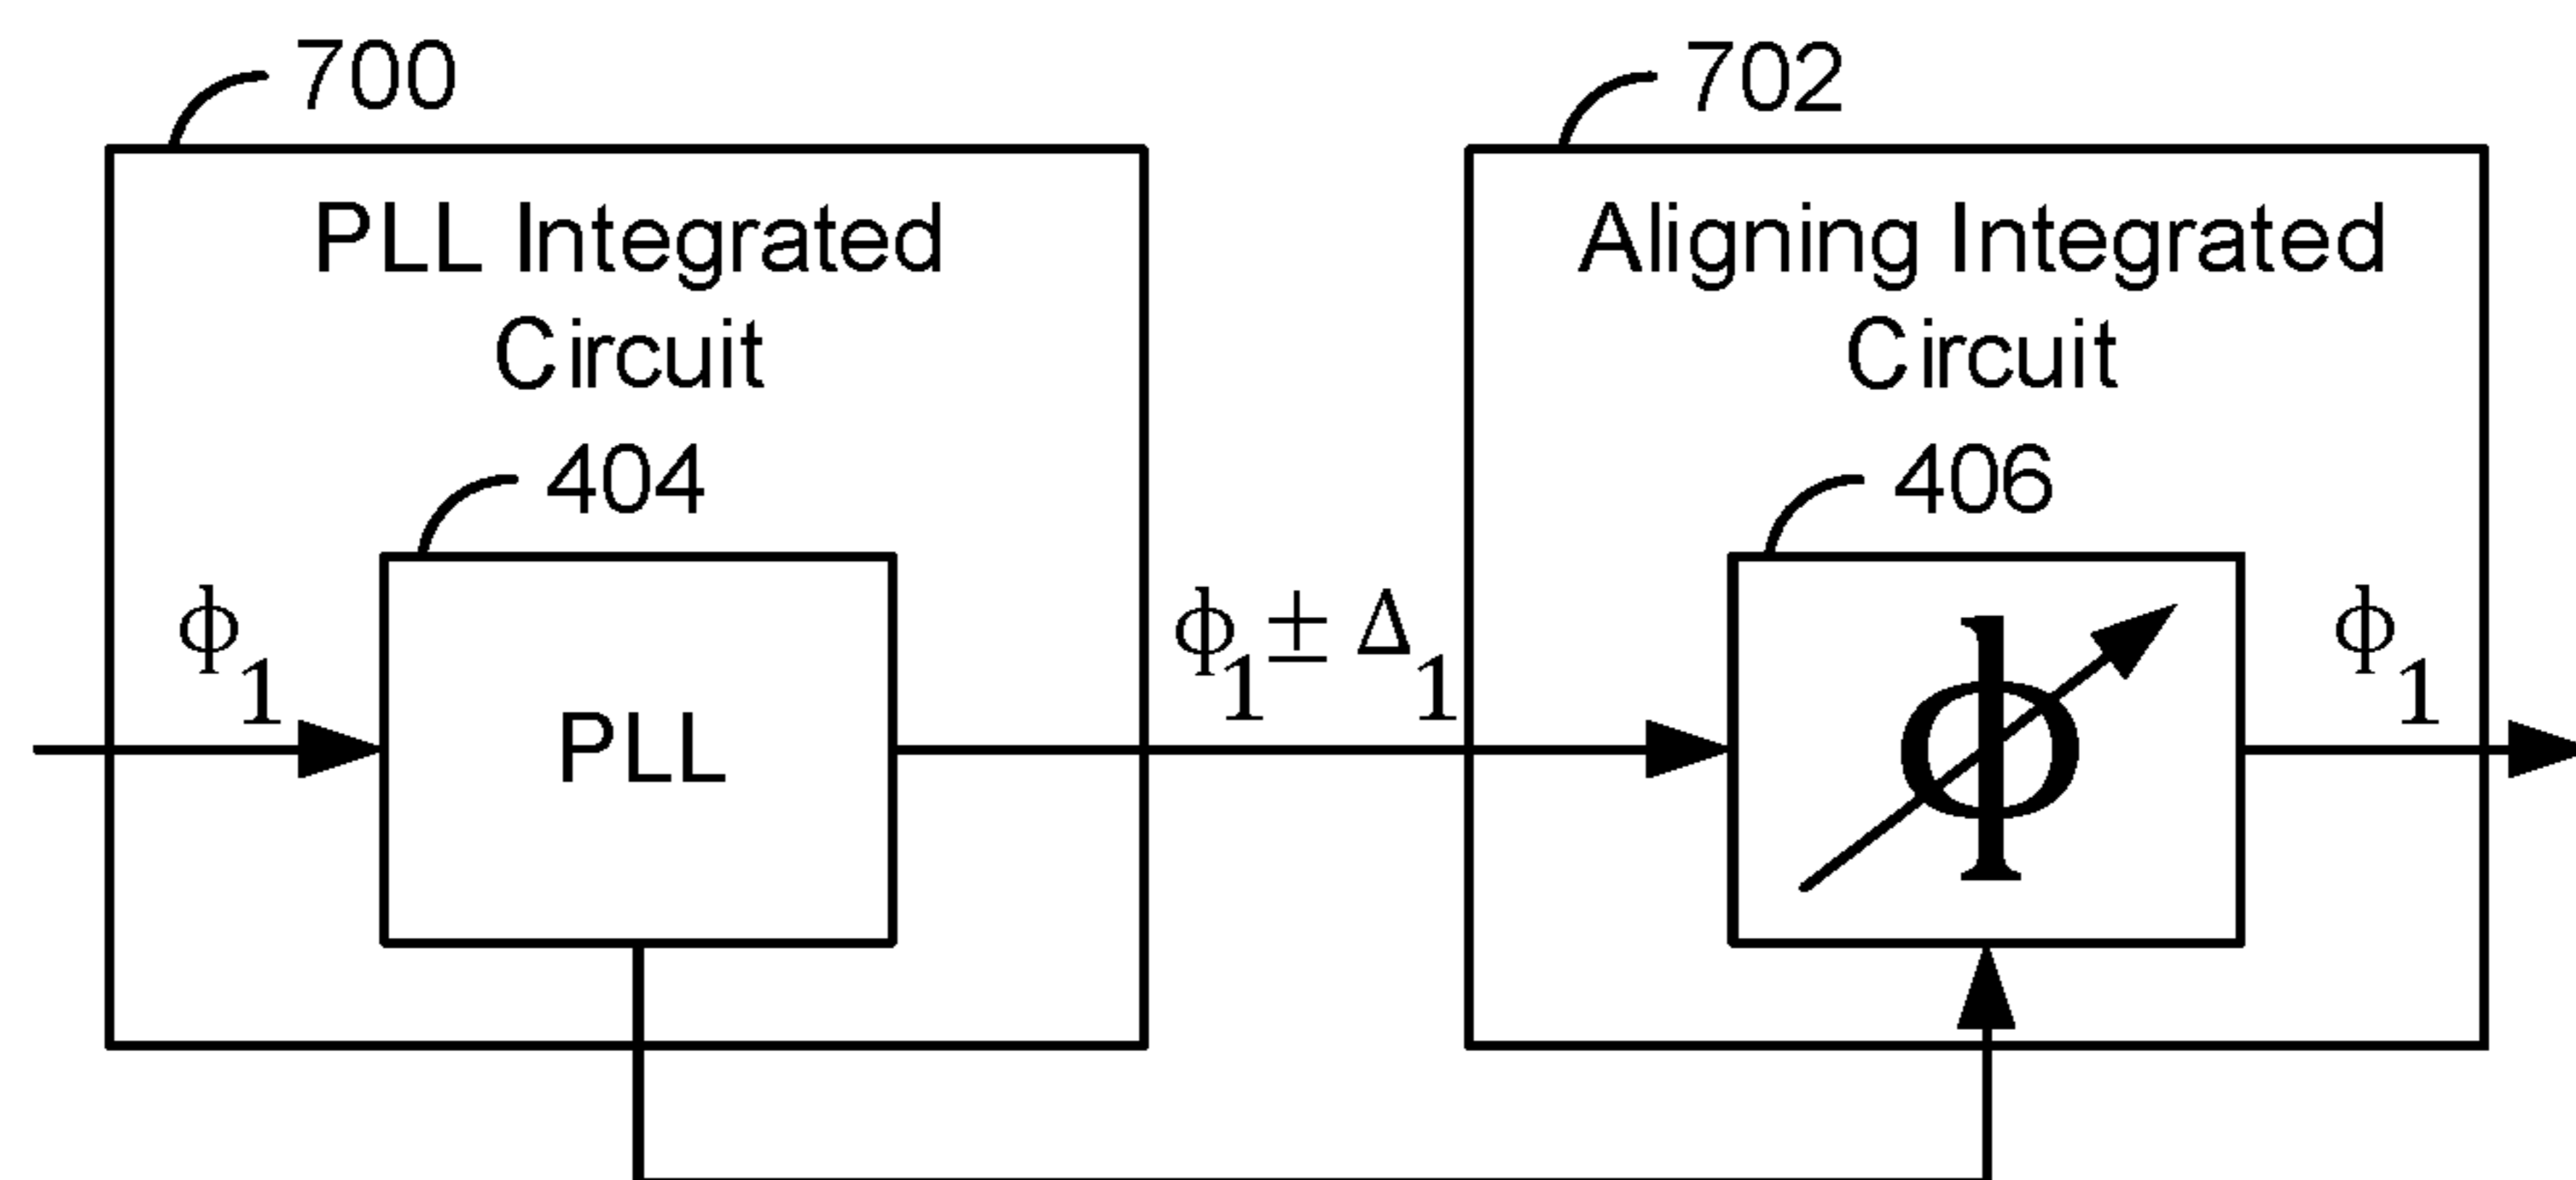 700
702
PLL Integrated
Circuit
Aligning Integrated
Circuit
404
406
ϕ1
PLL
ϕ1 ± Δ1
ϕ
ϕ1